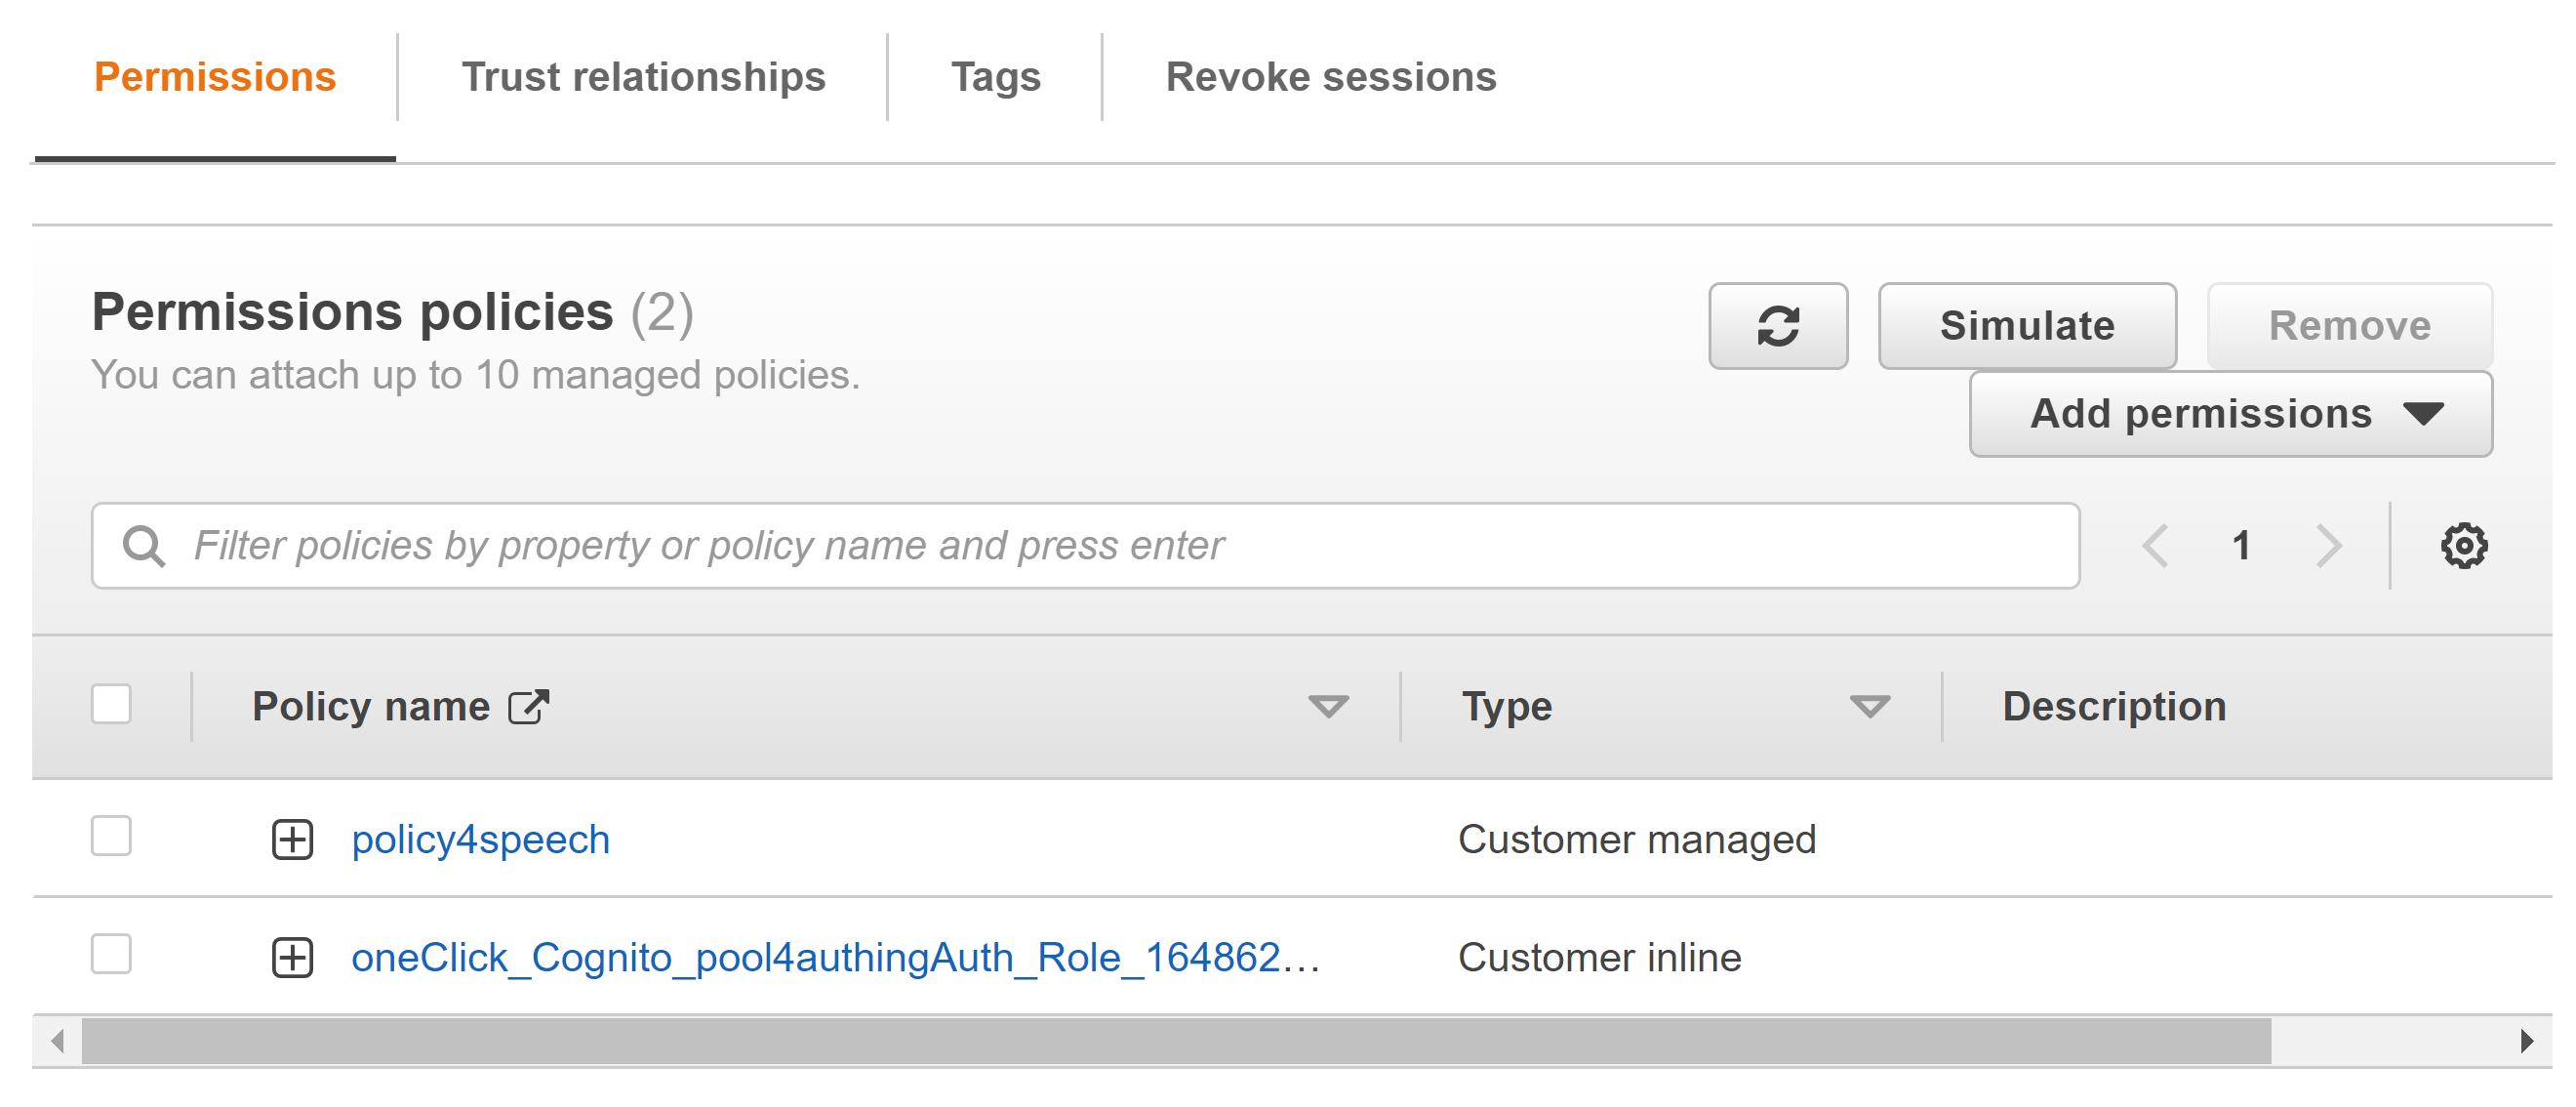 Permissions Trust relationships Tags Revoke sessions
Permissions policies (2)
You can attach up to 10 managed policies.
Simulate Remove
Add permissions
Filter policies by property or policy name and press enter
1
Policy name Type Description
policy4speech Customer managed
oneClick_Cognito_pool4authingAuth_Role_164862… Customer inline